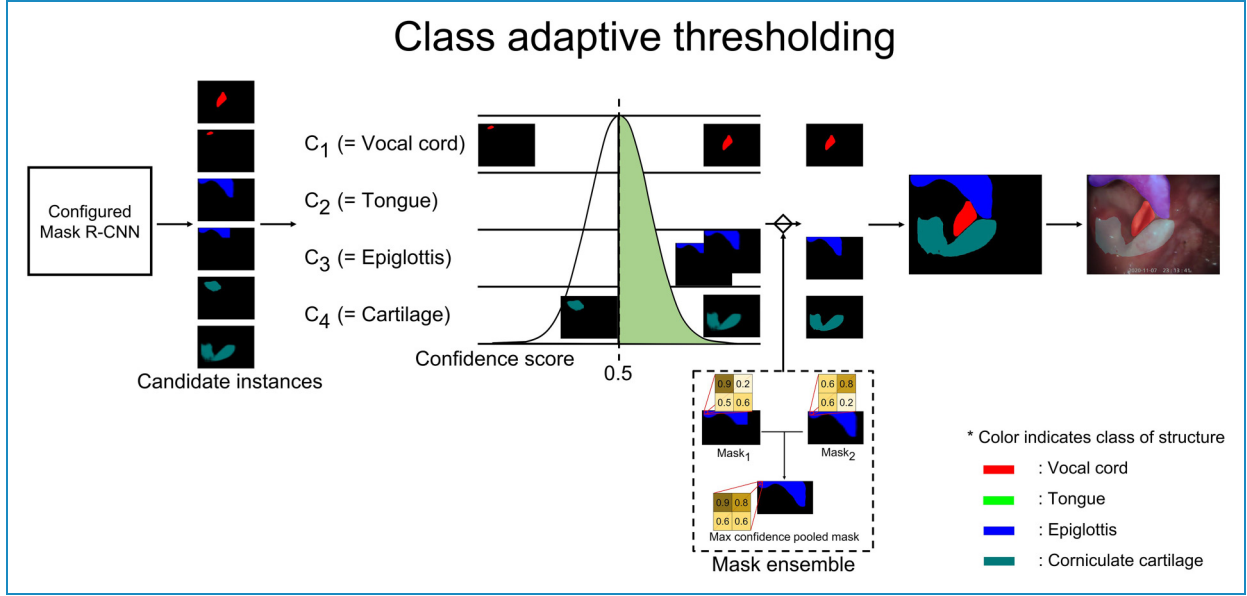 Class adaptive thresholding
Configured
Mask R-CNN
Candidate instances
C1 (= Vocal cord)
C2 (= Tongue)
C3 (= Epiglottis)
C4 (= Cartilage)
Confidence score
0.5
0.9 0.2
0.5 0.6
Mask1
0.6 0.8
0.6 0.2
Mask2
0.9 0.8
0.6 0.6
Max confidence pooled mask
Mask ensemble
* Color indicates class of structure
: Vocal cord
: Tongue
: Epiglottis
: Corniculate cartilage